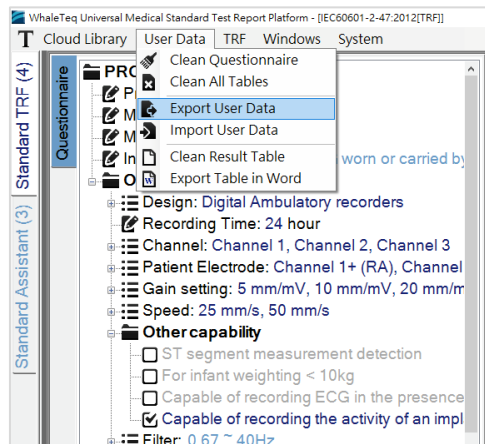 WhaleTeq Universal Medical Standard Test Report Platform - [IEC60601-2-47:2012[TRF]]
T Cloud Library User Data TRF Windows System
Standard TRF (4)
Standard Assistant (3)
Questionnaire
Clean Questionnaire
Clean All Tables
Export User Data
Import User Data
Clean Result Table
Export Table in Word
worn or carried by
Design: Digital Ambulatory recorders
Recording Time: 24 hour
Channel: Channel 1, Channel 2, Channel 3
Patient Electrode: Channel 1+ (RA), Channel
Gain setting: 5 mm/mV, 10 mm/mV, 20 mm/m
Speed: 25 mm/s, 50 mm/s
Other capability
ST segment measurement detection
For infant weighting < 10kg
Capable of recording ECG in the presence
Capable of recording the activity of an impl
Filter: 0.67 ~ 40Hz